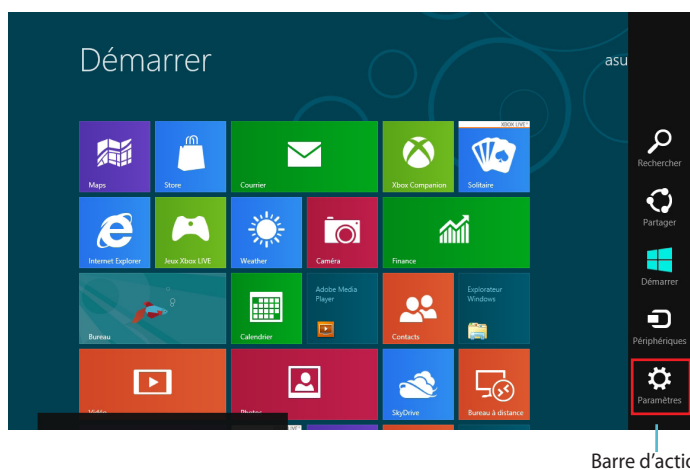 Démarrer
asu
Rechercher
Partager
Démarrer
Périphériques
Paramètres
XBOX LIVE
Maps
Store
Courrier
Xbox Companion
Solitaire
Internet Explorer
Jeux Xbox LIVE
Weather
Caméra
Finance
Bureau
Calendrier
Adobe Media
Player
Contacts
Explorateur
Windows
Vidéo
Photos
SkyDrive
Bureau à distance
Barre d’actio